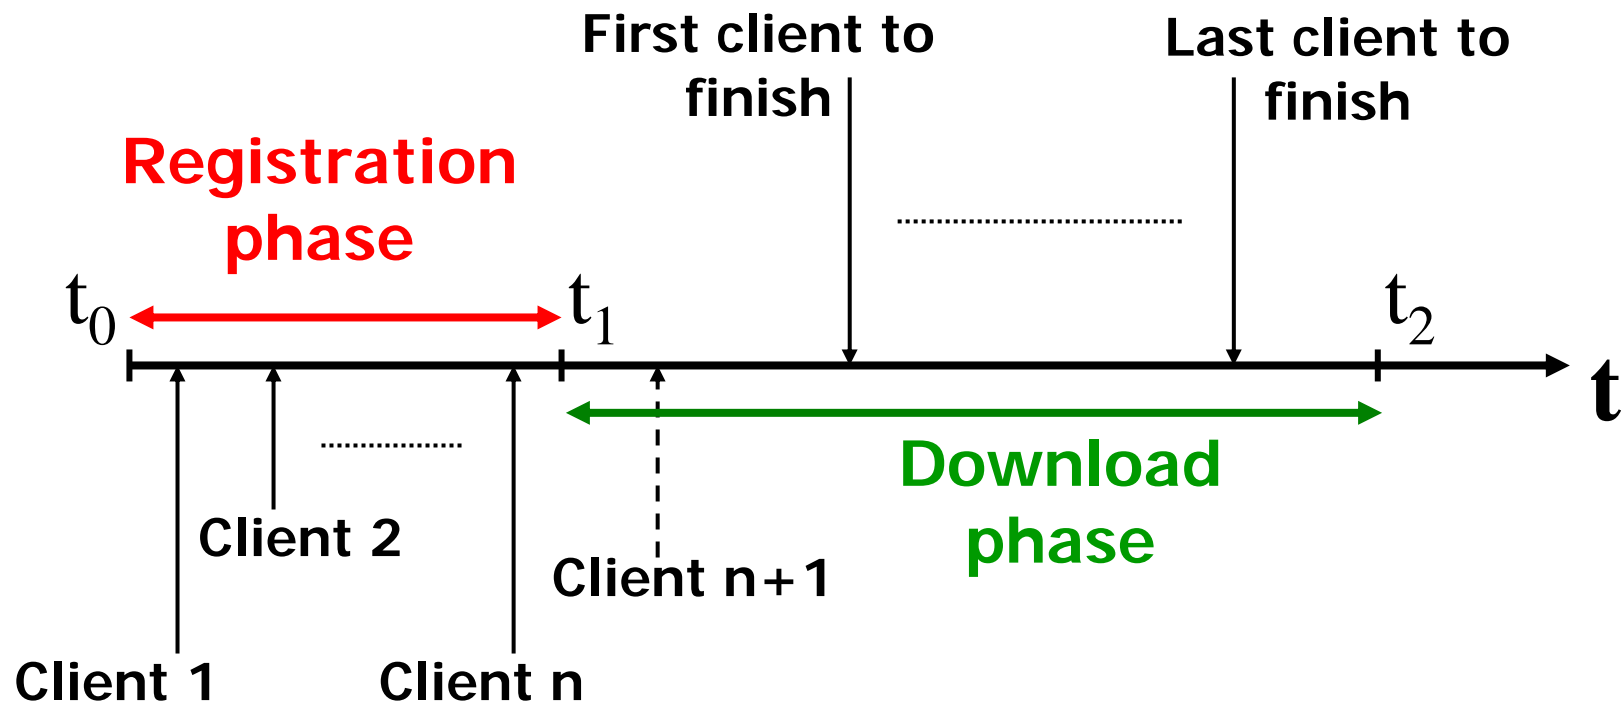 First client to
finish
Last client to
finish
Registration
phase
t0
t1
t2
t
Download
phase
Client 2
Client n+1
Client 1
Client n